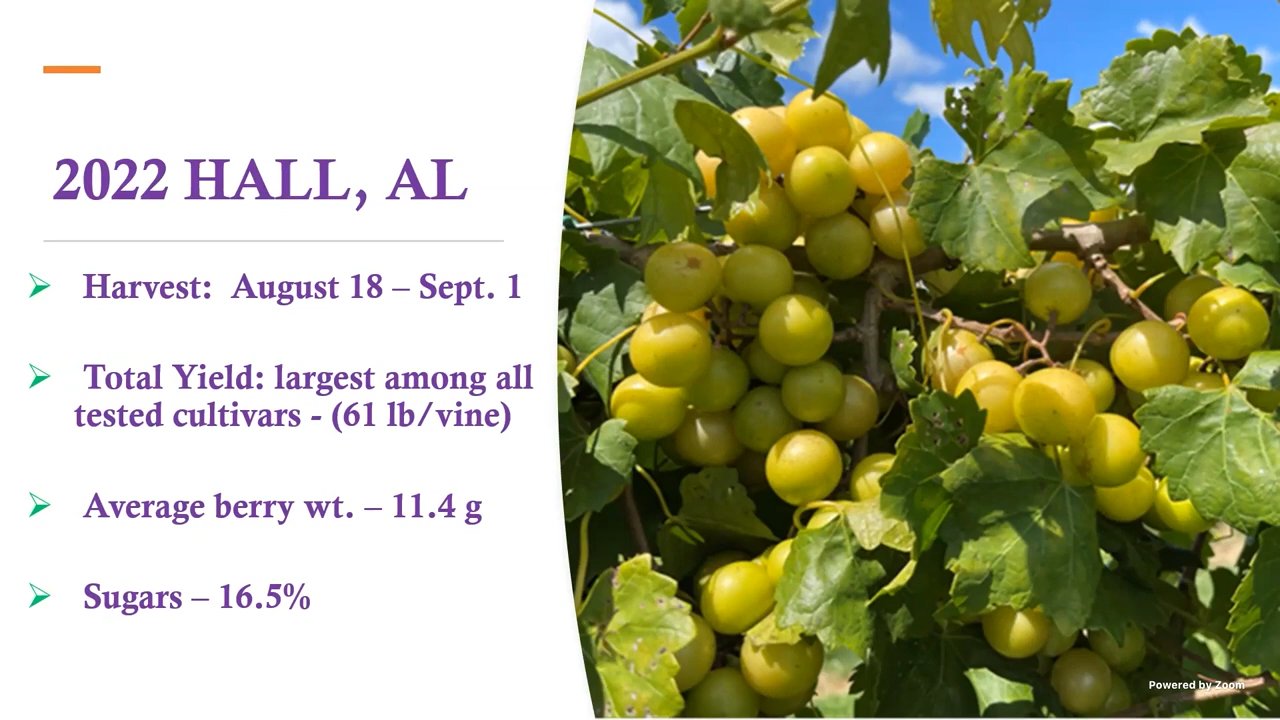 2022 HALL, AL
➢ Harvest: August 18 – Sept. 1
➢ Total Yield: largest among all
tested cultivars - (61 lb/vine)
➢ Average berry wt. – 11.4 g
➢ Sugars – 16.5%
Powered by Zoom